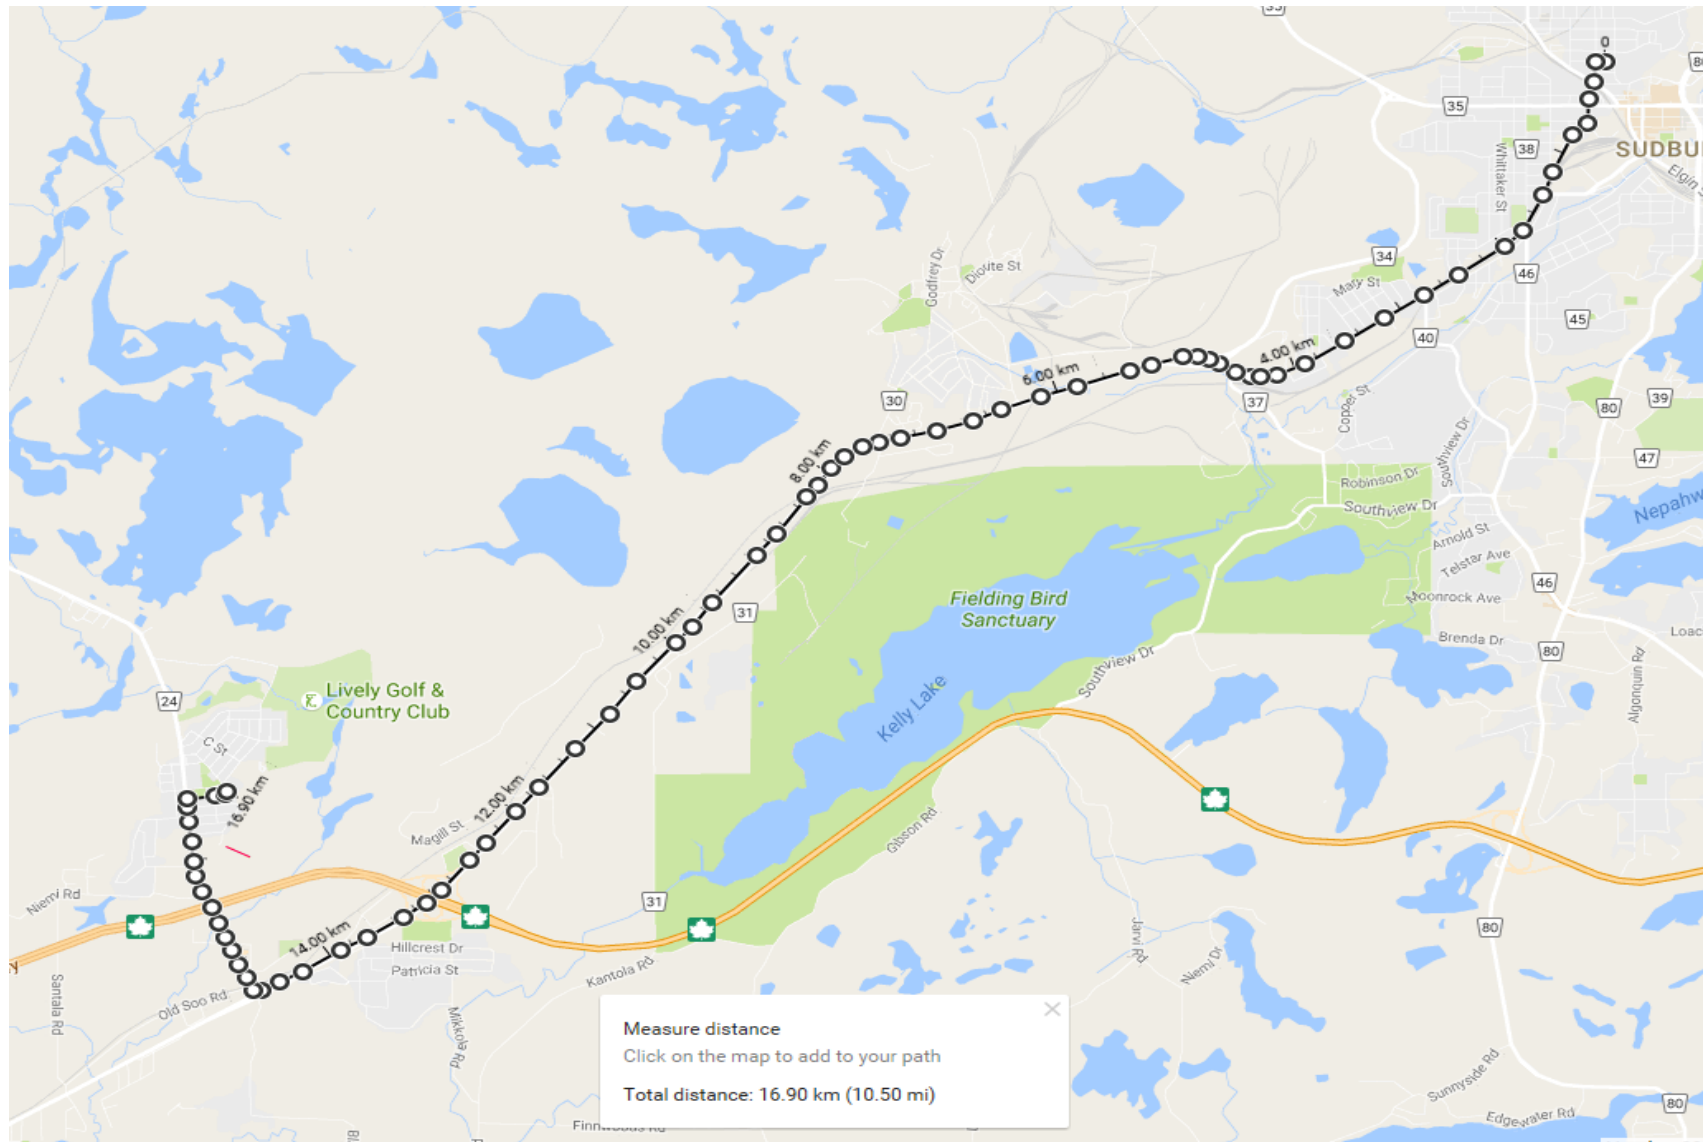 35
0
80
35
38
Whittaker St
SUDBU
Elgin S
Godfrey Dr
Diorite St
34
46
Mary St
45
40
4.00 km
6.00 km
37
30
Copper St
80
39
8.00 km
Southview Dr
47
Robinson Dr
Southview Dr
Nepahw
Arnold St
Telstar Ave
46
Fielding Bird
Sanctuary
31
Moonrock Ave
10.00 km
Brenda Dr
Loac
80
Southview Dr
Algonquin Rd
24
Lively Golf &
Country Club
Kelly Lake
C St
16.90 km
12.00 km
Magill St
Gibson Rd
Niemi Rd
31
80
y
14.00 km
Hillcrest Dr
Patricia St
Jarvi Rd
Niemi Dr
Kantola Rd
Santala Rd
Old Soo Rd
Mikkola Rd
Measure distance
Click on the map to add to your path
Total distance: 16.90 km (10.50 mi)
Sunnyside Rd
80
Edgewater Rd